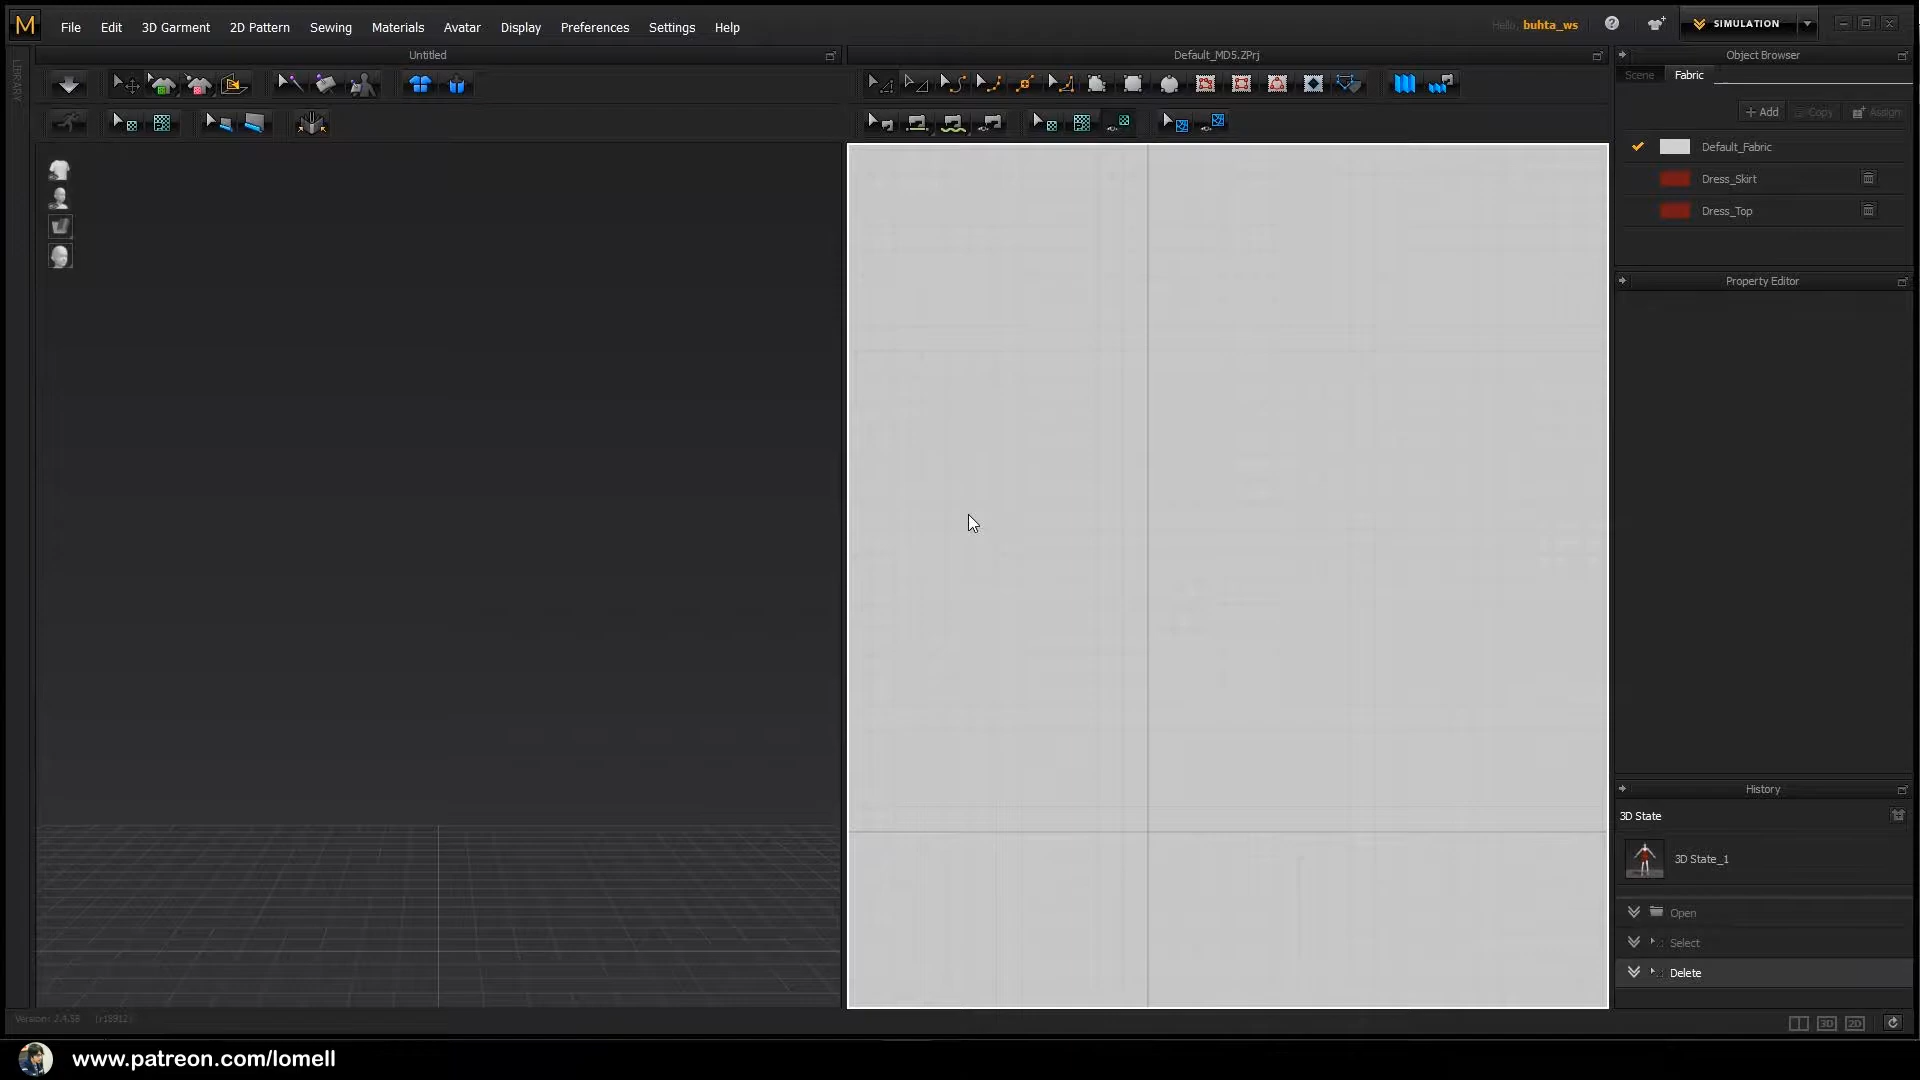 M File Edit 3D Garment 2D Pattern Sewing Materials Avatar Display Preferences Settings Help
Hello, buhta_ws
SIMULATION
Untitled
Default_MD5.ZPrj
Object Browser
LIBRARY
Scene Fabric
+ Add Copy Assign
Default_Fabric
Dress_Skirt
Dress_Top
Property Editor
History
3D State
3D State_1
Open
Select
Delete
Version: 2.4.58 (r18912)
3D 2D
www.patreon.com/lomell